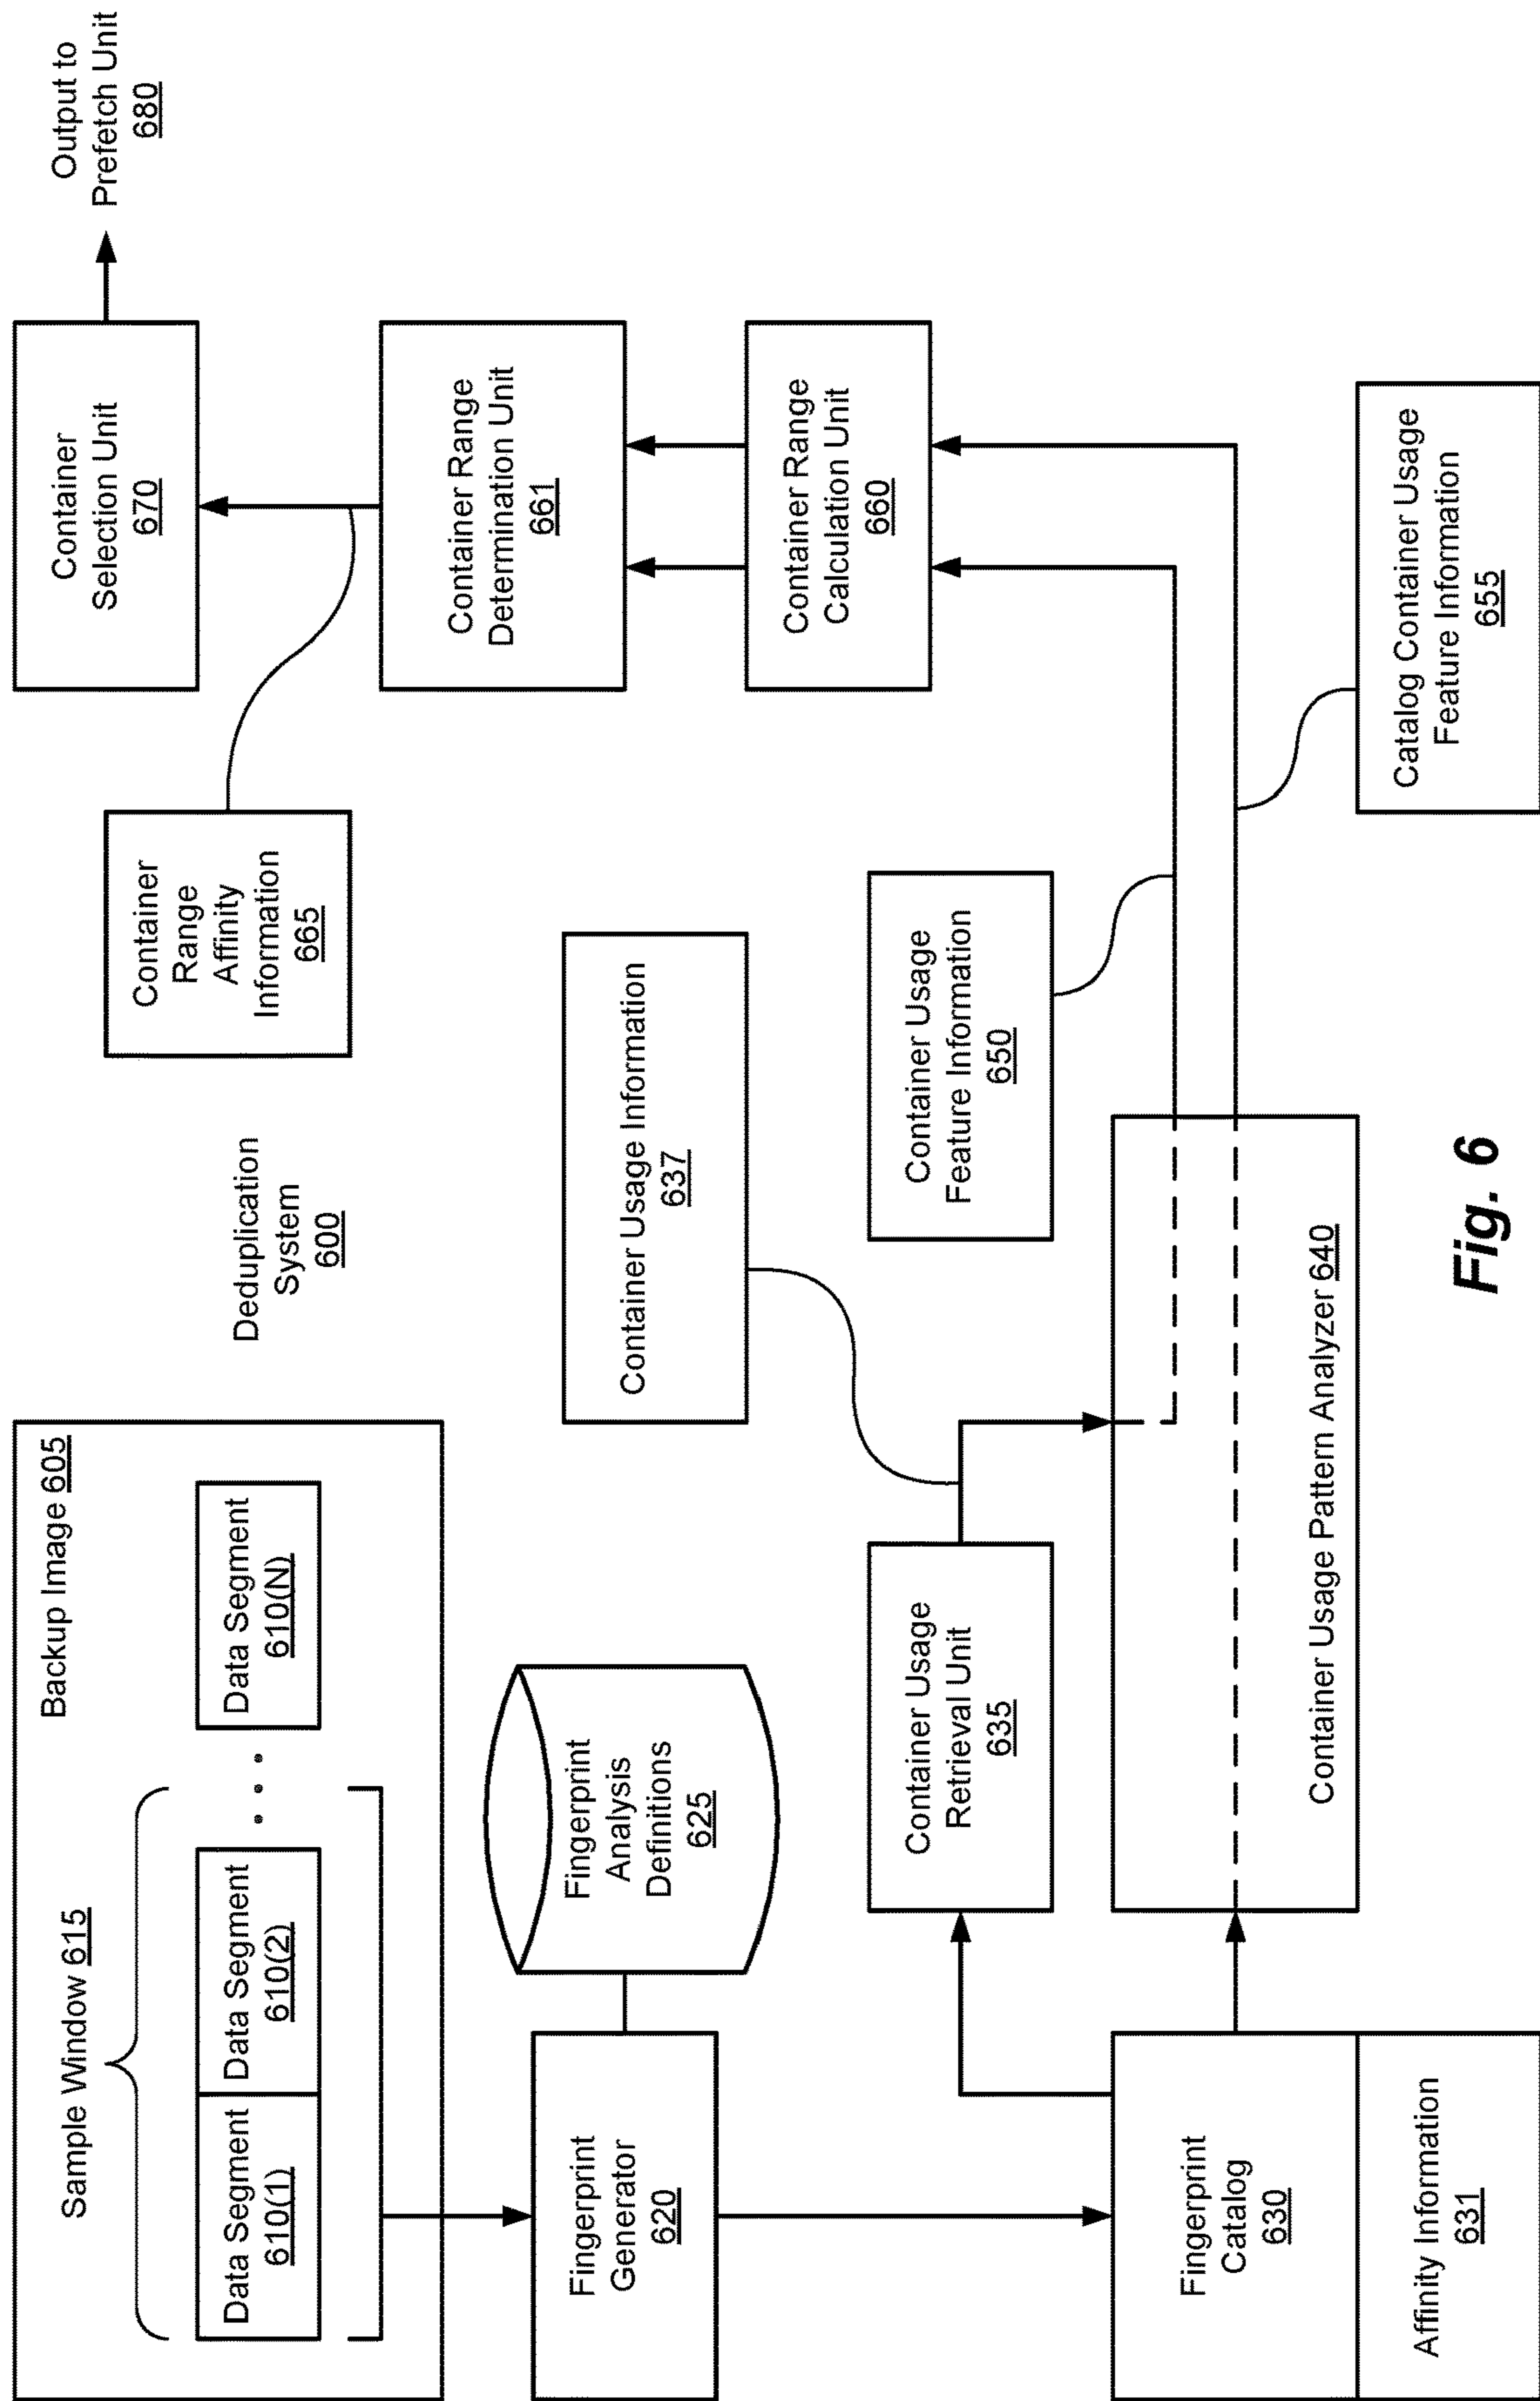 Backup Image 605
Sample Window 615
Data Segment
610(1)
Data Segment
610(2)
. . .
Data Segment
610(N)
Deduplication
System
600
Container
Range
Affinity
Information
665
Container
Selection Unit
670
Output to
Prefetch Unit
680
Fingerprint
Generator
620
Fingerprint
Analysis
Definitions
625
Container Usage Information
637
Container Range
Determination Unit
661
Container Usage
Retrieval Unit
635
Container Usage
Feature Information
650
Container Range
Calculation Unit
660
Fingerprint
Catalog
630
Affinity Information
631
Container Usage Pattern Analyzer 640
Catalog Container Usage
Feature Information
655
Fig. 6